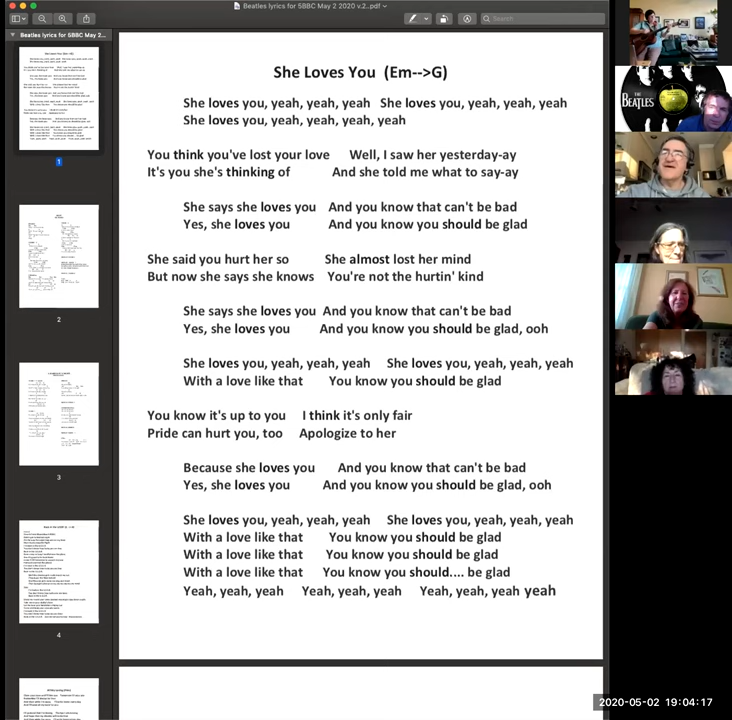 Beatles lyrics for 5BBC May 2 2020 v.2..pdf
Search
Beatles lyrics for 5BBC May 2...
1
2
3
4
She Loves You (Em-->G)
She loves you, yeah, yeah, yeah She loves you, yeah, yeah, yeah
She loves you, yeah, yeah, yeah, yeah
You think you've lost your love Well, I saw her yesterday-ay
It's you she's thinking of And she told me what to say-ay
She says she loves you And you know that can't be bad
Yes, she loves you And you know you should be glad
She said you hurt her so She almost lost her mind
But now she says she knows You're not the hurtin' kind
She says she loves you And you know that can't be bad
Yes, she loves you And you know you should be glad, ooh
She loves you, yeah, yeah, yeah She loves you, yeah, yeah, yeah
With a love like that You know you should be glad
You know it's up to you I think it's only fair
Pride can hurt you, too Apologize to her
Because she loves you And you know that can't be bad
Yes, she loves you And you know you should be glad, ooh
She loves you, yeah, yeah, yeah She loves you, yeah, yeah, yeah
With a love like that You know you should be glad
With a love like that You know you should be glad
With a love like that You know you should.... be glad
Yeah, yeah, yeah Yeah, yeah, yeah Yeah, yeah, yeah yeah
THE BEATLES
2020-05-02 19:04:17